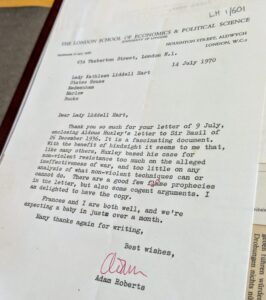 LH 1/601
THE LONDON SCHOOL OF ECONOMICS & POLITICAL SCIENCE
HOUGHTON STREET, ALDWYCH
LONDON, W.C.2
65A Thoberton Street, London N.1.
14 July 1970
Lady Kathleen Liddell Hart
States House
Medmenham
Marlow
Bucks
Dear Lady Liddell Hart,
Thank you so much for your letter of 9 July,
enclosing Aldous Huxley's letter to Sir Basil of
26 December 1936. It is a fascinating document.
With the benefit of hindsight it seems to me that,
like many others, Huxley based his case for
non-violent resistance too much on the alleged
ineffectiveness of war, and too little on any
analysis of what non-violent techniques can or
cannot do. There are a good few prophecies
in the letter, but also some cogent arguments. I
am delighted to have the copy.
Frances and I are both well, and we're
expecting a baby in just over a month.
Many thanks again for writing,
Best wishes,
Adam
Adam Roberts